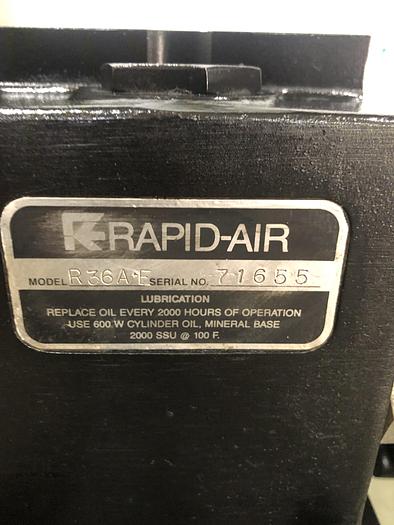 RAPID-AIR
MODEL R36A-E SERIAL NO. 71655
LUBRICATION
REPLACE OIL EVERY 2000 HOURS OF OPERATION
USE 600 W CYLINDER OIL, MINERAL BASE
2000 SSU @ 100 F.